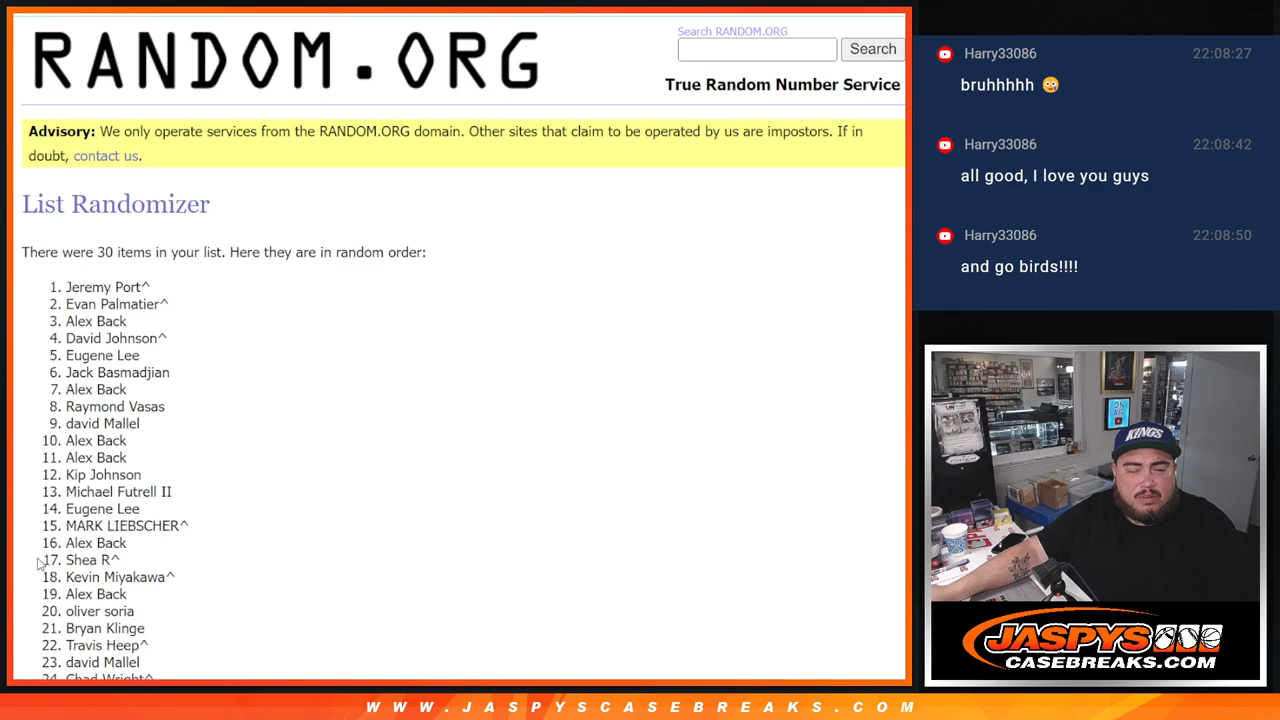 RANDOM.ORG
Search RANDOM.ORG
Search
True Random Number Service
Advisory: We only operate services from the RANDOM.ORG domain. Other sites that claim to be operated by us are impostors. If in
doubt, contact us.
List Randomizer
There were 30 items in your list. Here they are in random order:
1. Jeremy Port^
2. Evan Palmatier^
3. Alex Back
4. David Johnson^
5. Eugene Lee
6. Jack Basmadjian
7. Alex Back
8. Raymond Vasas
9. david Mallel
10. Alex Back
11. Alex Back
12. Kip Johnson
13. Michael Futrell II
14. Eugene Lee
15. MARK LIEBSCHER^
16. Alex Back
17. Shea R^
18. Kevin Miyakawa^
19. Alex Back
20. oliver soria
21. Bryan Klinge
22. Travis Heep^
23. david Mallel
24. Chad Wright^
Harry33086 22:08:27
bruhhhhh
Harry33086 22:08:42
all good, I love you guys
Harry33086 22:08:50
and go birds!!!!
ON AIR
KINGS
JASPYS
CASEBREAKS.COM
WWW.JASPYSCASEBREAKS.COM